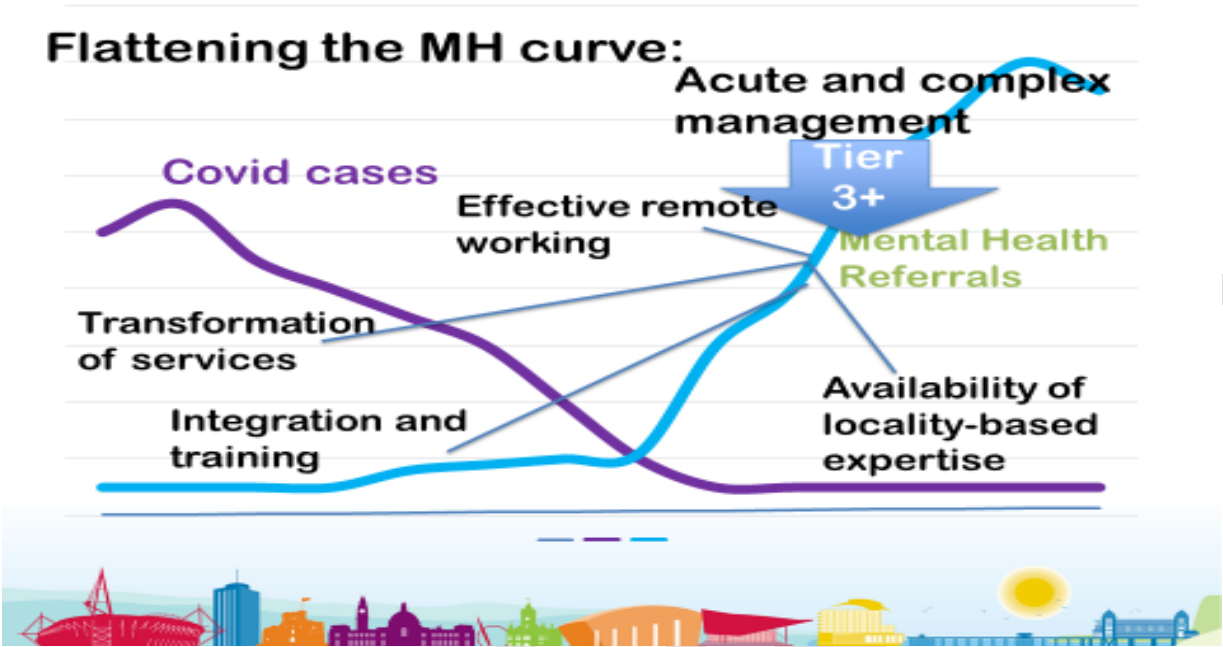 Flattening the MH curve:
Acute and complex
management
Tier
3+
Covid cases
Effective remote
working
Mental Health
Referrals
Transformation
of services
Availability of
locality-based
expertise
Integration and
training